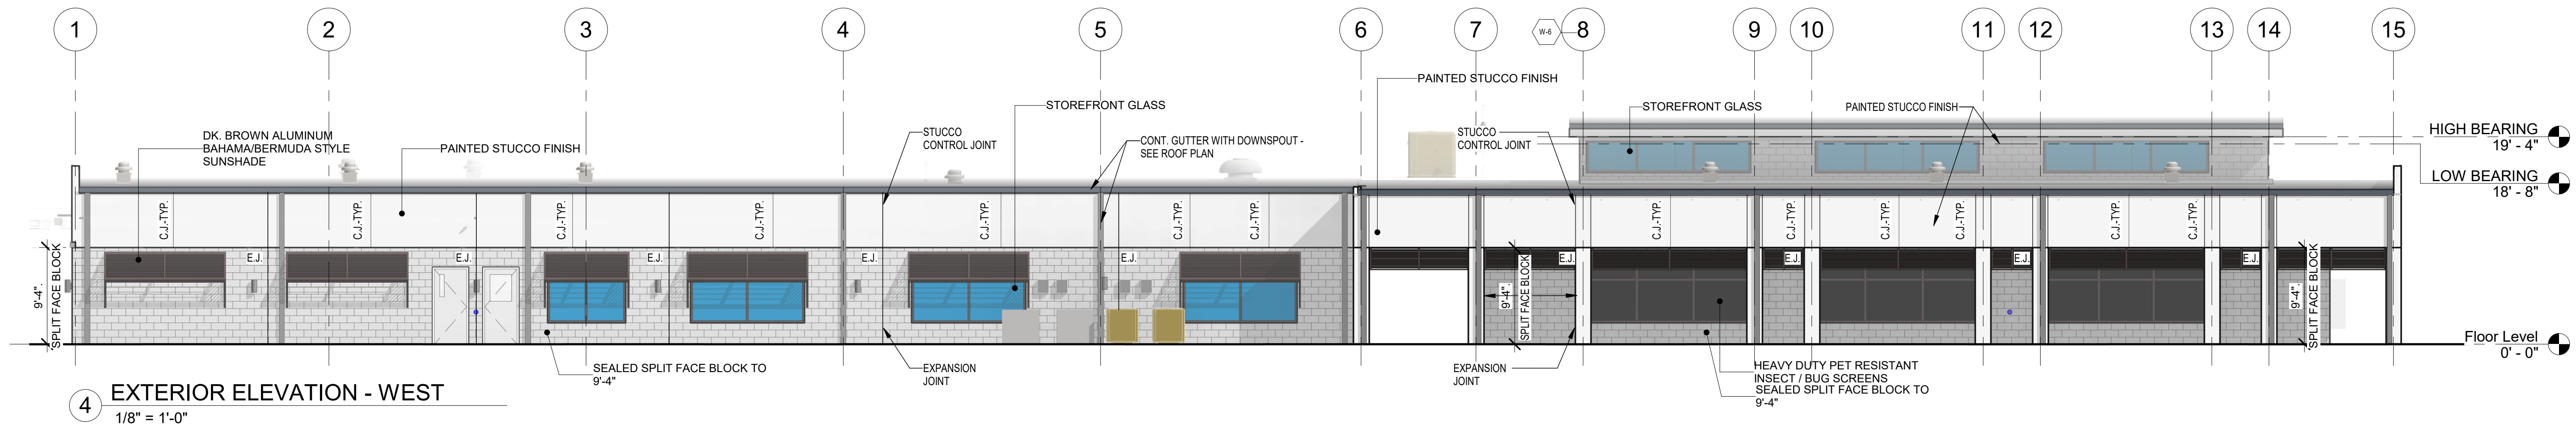 1
2
3
4
5
6
7
W-6
8
9
10
11
12
13
14
15
PAINTED STUCCO FINISH
STOREFRONT GLASS
STOREFRONT GLASS
PAINTED STUCCO FINISH
DK. BROWN ALUMINUM
BAHAMA/BERMUDA STYLE
SUNSHADE
PAINTED STUCCO FINISH
STUCCO
CONTROL JOINT
CONT. GUTTER WITH DOWNSPOUT -
SEE ROOF PLAN
STUCCO
CONTROL JOINT
HIGH BEARING
19' - 4"
LOW BEARING
18' - 8"
C.J.-TYP.
C.J.-TYP.
C.J.-TYP.
C.J.-TYP.
C.J.-TYP.
C.J.-TYP.
C.J.-TYP.
C.J.-TYP.
C.J.-TYP.
C.J.-TYP.
C.J.-TYP.
C.J.-TYP.
E.J.
E.J.
E.J.
E.J.
E.J.
E.J.
E.J.
E.J.
E.J.
9'-4".
SPLIT FACE BLOCK
9'-4".
SPLIT FACE BLOCK
9'-4".
SPLIT FACE BLOCK
Floor Level
0' - 0"
SEALED SPLIT FACE BLOCK TO
9'-4"
EXPANSION
JOINT
EXPANSION
JOINT
HEAVY DUTY PET RESISTANT
INSECT / BUG SCREENS
SEALED SPLIT FACE BLOCK TO
9'-4"
4
EXTERIOR ELEVATION - WEST
1/8" = 1'-0"